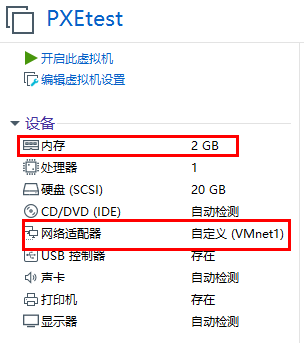 PXEtest
开启此虚拟机
编辑虚拟机设置
设备
内存 2 GB
处理器 1
硬盘 (SCSI) 20 GB
CD/DVD (IDE) 自动检测
网络适配器 自定义 (VMnet1)
USB 控制器 存在
声卡 自动检测
打印机 存在
显示器 自动检测